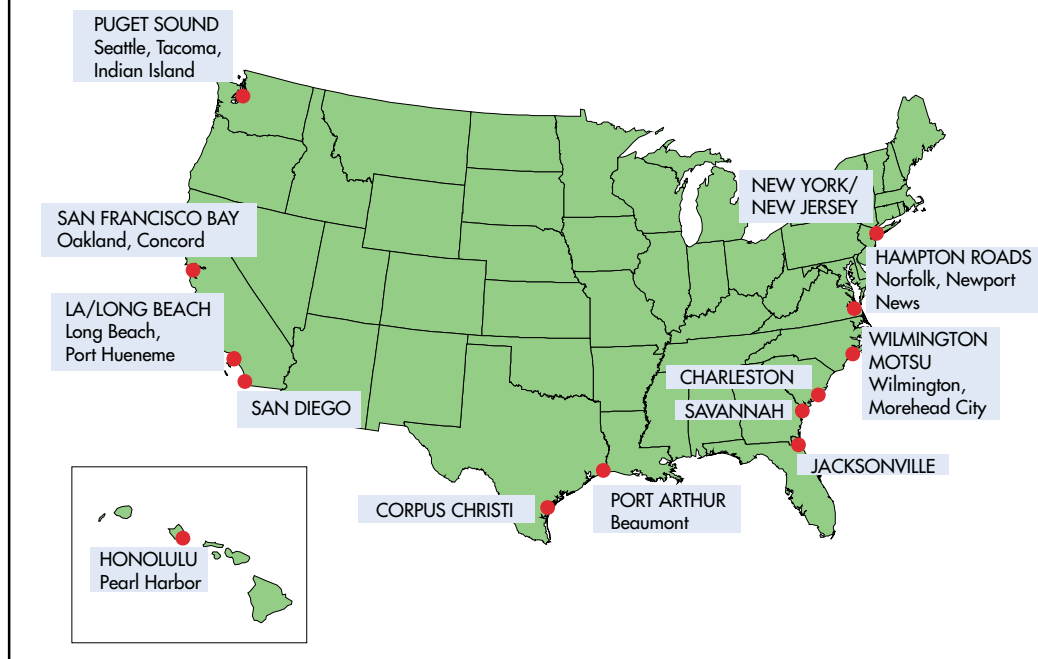 PUGET SOUND
Seattle, Tacoma,
Indian Island
SAN FRANCISCO BAY
Oakland, Concord
LA/LONG BEACH
Long Beach,
Port Hueneme
SAN DIEGO
NEW YORK/
NEW JERSEY
HAMPTON ROADS
Norfolk, Newport
News
WILMINGTON
MOTSU
Wilmington,
Morehead City
CHARLESTON
SAVANNAH
JACKSONVILLE
CORPUS CHRISTI
PORT ARTHUR
Beaumont
HONOLULU
Pearl Harbor